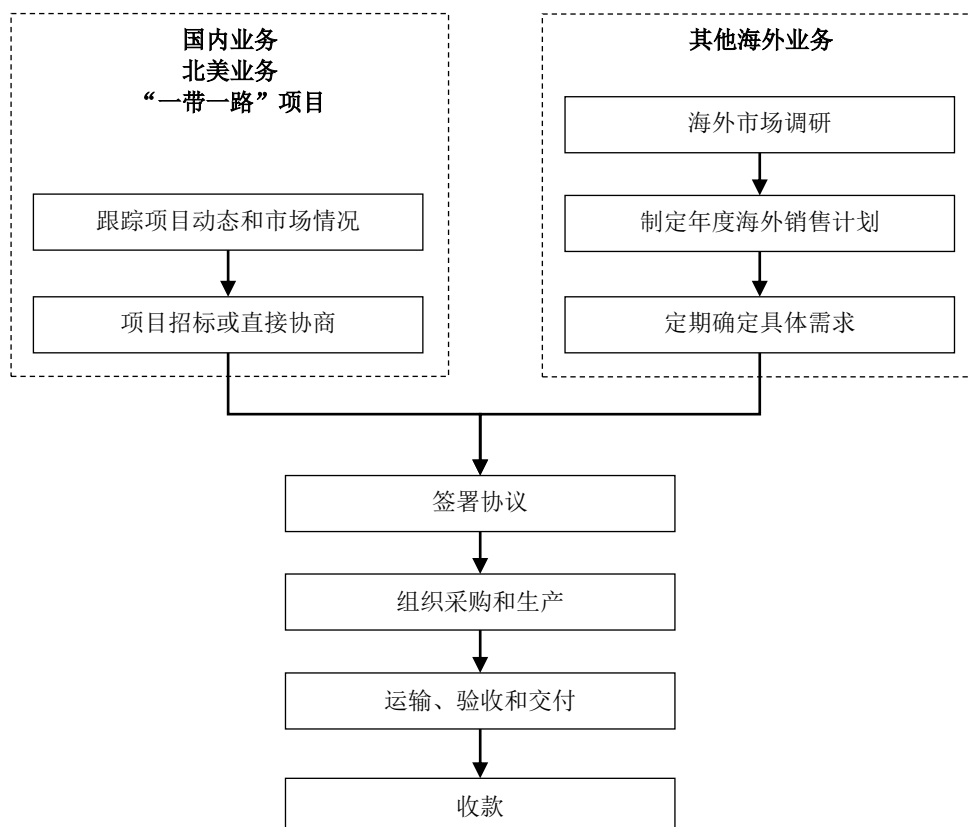 国内业务
北美业务
“一带一路”项目
跟踪项目动态和市场情况
项目招标或直接协商
其他海外业务
海外市场调研
制定年度海外销售计划
定期确定具体需求
签署协议
组织采购和生产
运输、验收和交付
收款